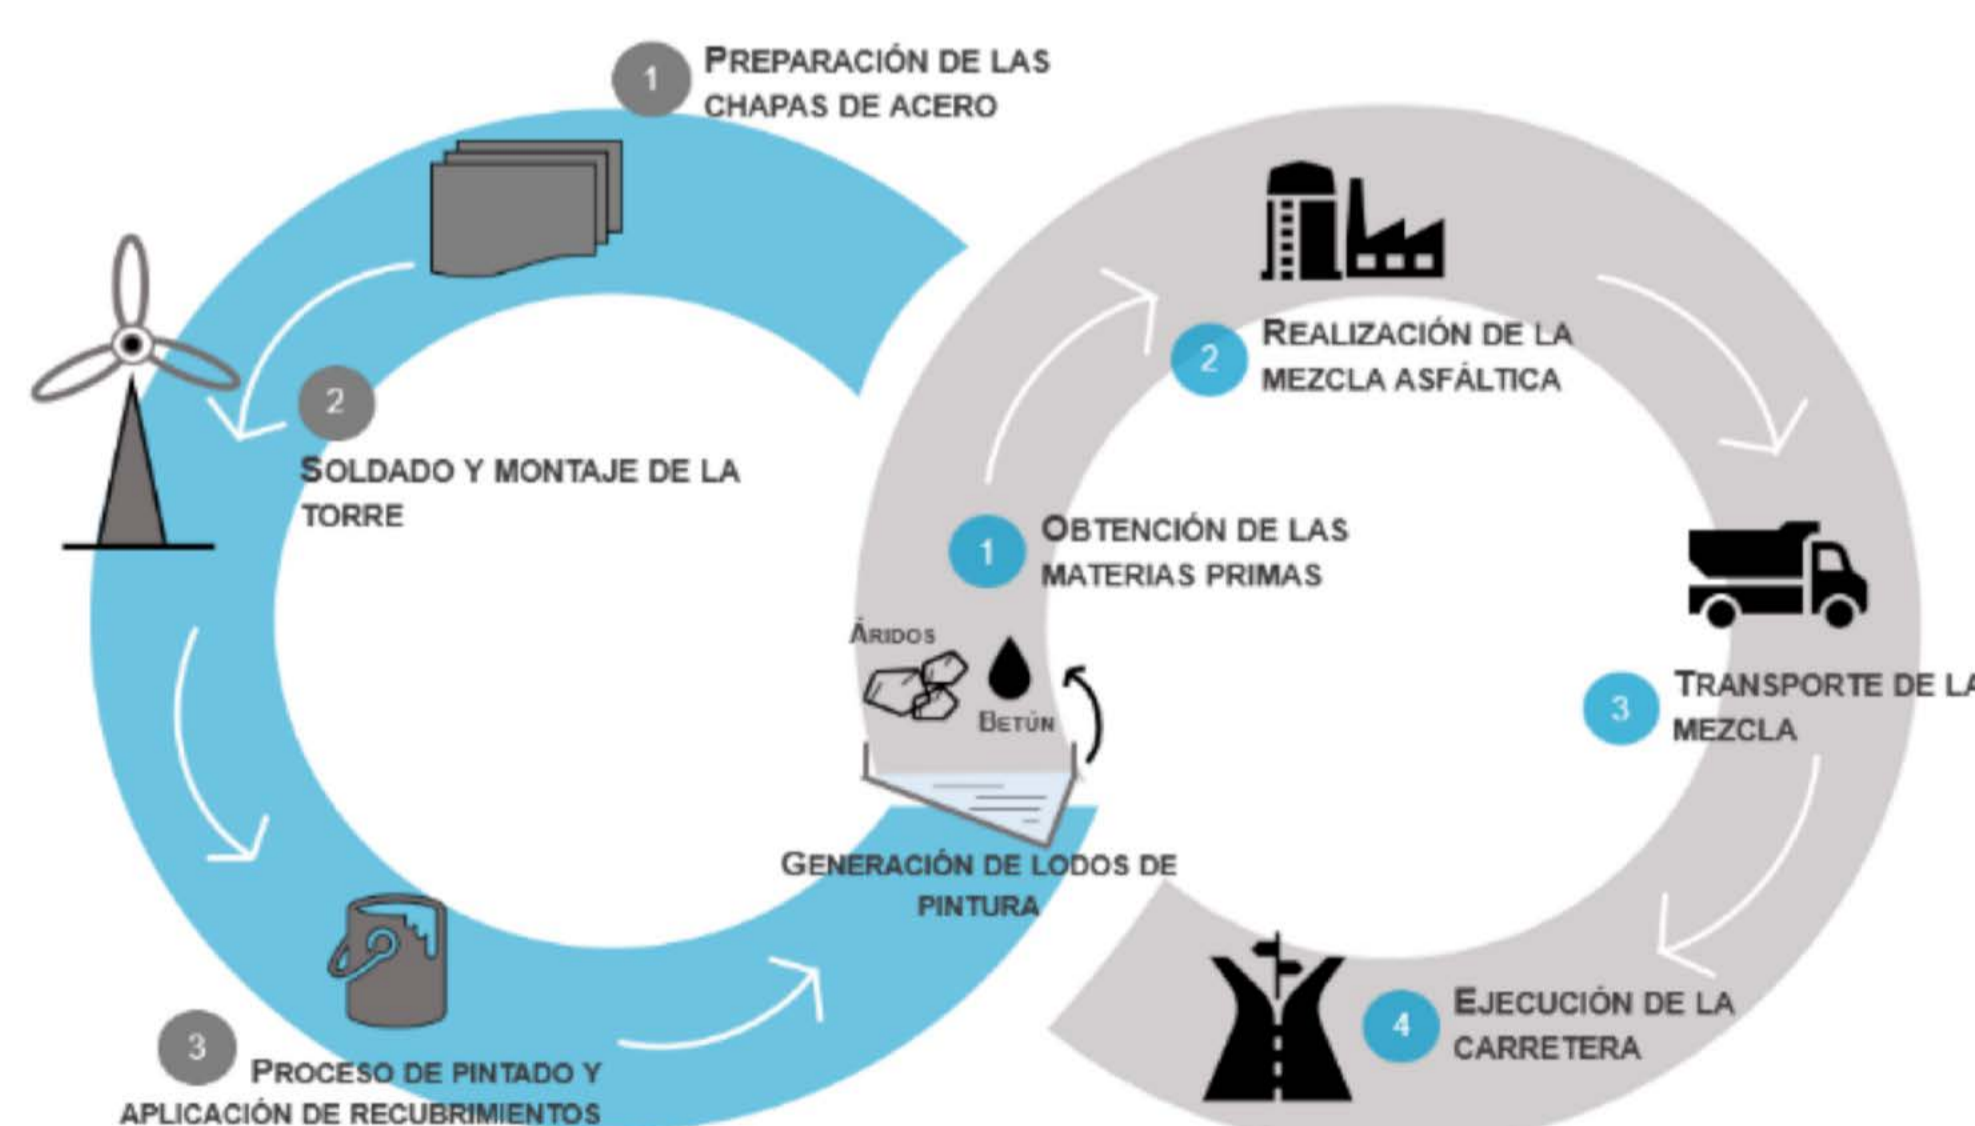 1
PREPARACIÓN DE LAS
CHAPAS DE ACERO
2
SOLDADO Y MONTAJE DE LA
TORRE
3
PROCESO DE PINTADO Y
APLICACIÓN DE RECUBRIMIENTOS
GENERACIÓN DE LODOS DE
PINTURA
1
OBTENCIÓN DE LAS
MATERIAS PRIMAS
ÁRIDOS
BETÚN
2
REALIZACIÓN DE LA
MEZCLA ASFÁLTICA
3
TRANSPORTE DE LA
MEZCLA
4
EJECUCIÓN DE LA
CARRETERA